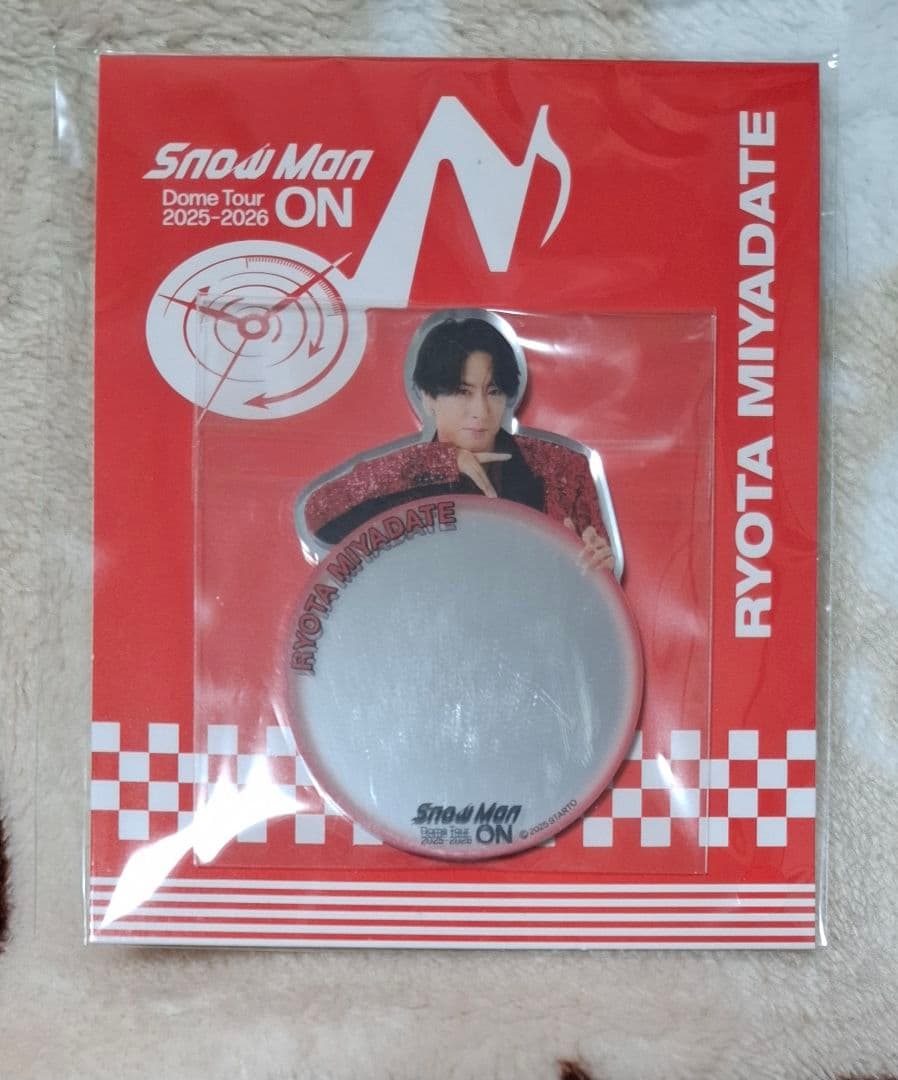 Snow Man
Dome Tour
2025-2026 ON
RYOTA MIYADATE
RYOTA MIYADATE
Snow Man
Dome Tour
2025-2026 ON
© 2025 STARTO